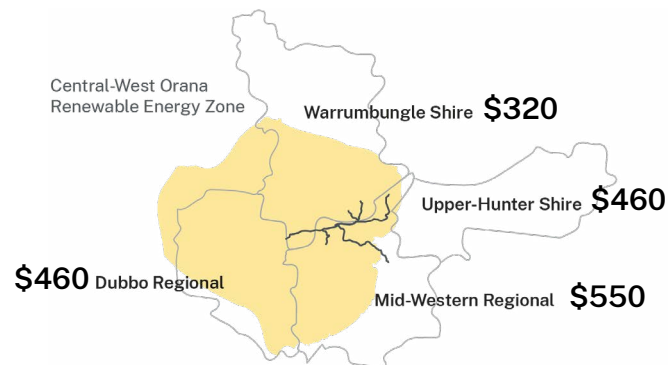 Central-West Orana
Renewable Energy Zone
Warrumbungle Shire $320
Upper-Hunter Shire $460
$460 Dubbo Regional
Mid-Western Regional $550